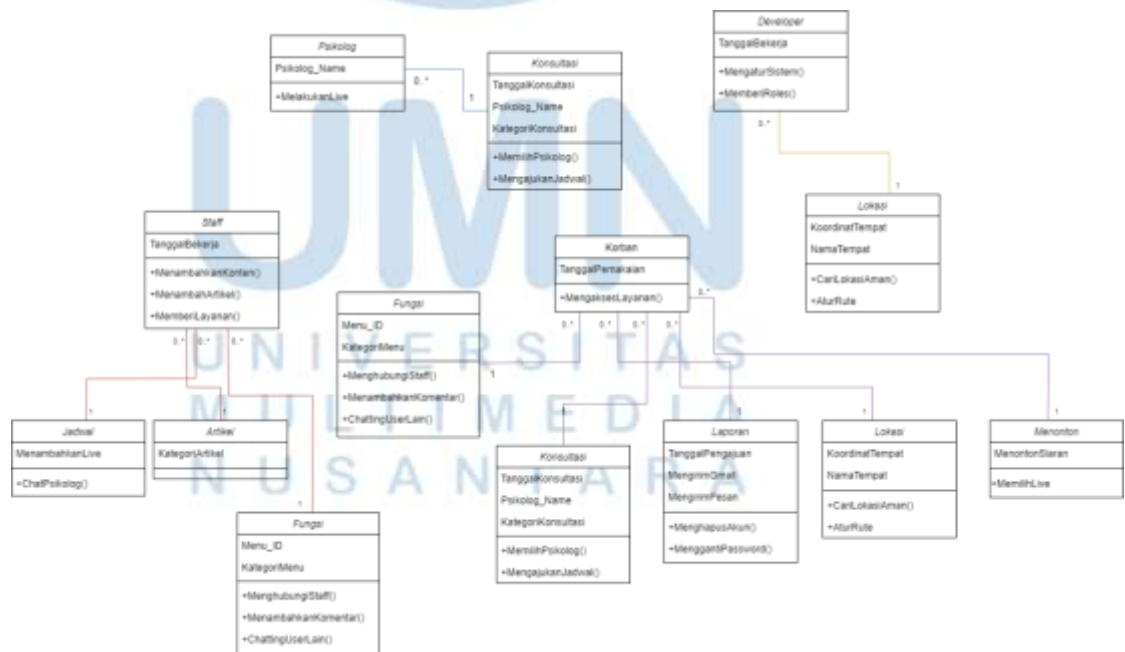 Developer
TanggalBekerja
+MengaturSistem()
+MemberiRoles()
0..*
1
Psikolog
Psikolog_Name
+MelakukanLive
0..*
1
Konsultasi
TanggalKonsultasi
Psikolog_Name
KategoriKonsultasi
+MemilihPsikolog()
+MengajukanJadwal()
Lokasi
KoordinatTempat
NamaTempat
+CariLokasiAman()
+AturRute
Staff
TanggalBekerja
+MenambahkanKonten()
+MenambahArtikel()
+MemberiLayanan()
0..*
0..*
0..*
Korban
TanggalPemakaian
+MengaksesLayanan()
0..*
0..*
0..*
0..*
0..*
Fungsi
Menu_ID
KategoriMenu
+MenghubungiStaff()
+MenambahkanKomentar()
+ChattingUserLain()
1
UMN
UNIVERSITAS
MULTIMEDIA
NUSANTARA
1
1
1
1
1
1
1
Jadwal
MenambahkanLive
+ChatPsikolog()
Artikel
KategoriArtikel
Fungsi
Menu_ID
KategoriMenu
+MenghubungiStaff()
+MenambahkanKomentar()
+ChattingUserLain()
Konsultasi
TanggalKonsultasi
Psikolog_Name
KategoriKonsultasi
+MemilihPsikolog()
+MengajukanJadwal()
Laporan
TanggalPengajuan
MengirimGmail
MengirimPesan
+MenghapusAkun()
+MenggantiPassword()
Lokasi
KoordinatTempat
NamaTempat
+CariLokasiAman()
+AturRute
Menonton
MenontonSiaran
+MemilihLive